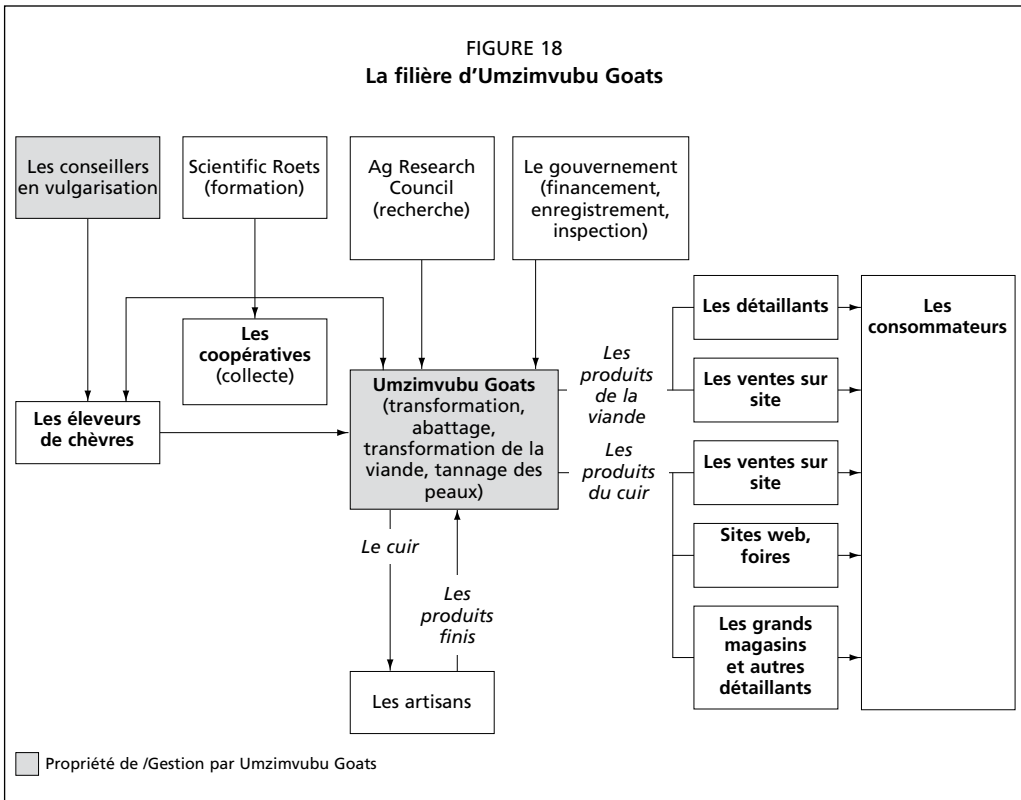 FIGURE 18
La filière d'Umzimvubu Goats
Les conseillers
en vulgarisation
Scientific Roets
(formation)
Ag Research
Council
(recherche)
Le gouvernement
(financement,
enregistrement,
inspection)
Les
coopératives
(collecte)
Les éleveurs
de chèvres
Umzimvubu Goats
(transformation,
abattage,
transformation de la
viande, tannage des
peaux)
Les
produits
de la
viande
Les
produits
du cuir
Les détaillants
Les ventes sur
site
Les ventes sur
site
Sites web,
foires
Les grands
magasins
et autres
détaillants
Les
consommateurs
Le cuir
Les
produits
finis
Les artisans
Propriété de /Gestion par Umzimvubu Goats